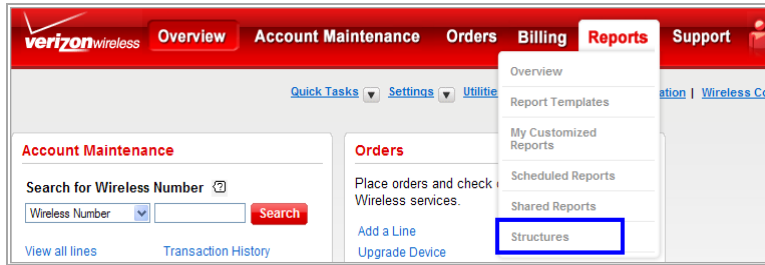 verizonwireless Overview Account Maintenance Orders Billing Reports Support
Quick Tasks Settings Wireless
Overview
Report Templates
My Customized
Reports
Scheduled Reports
Shared Reports
Structures
Account Maintenance
Search for Wireless Number
Wireless Number Search
View all lines Transaction History
Orders
Place orders and check
Wireless services.
Add a Line
Upgrade Device